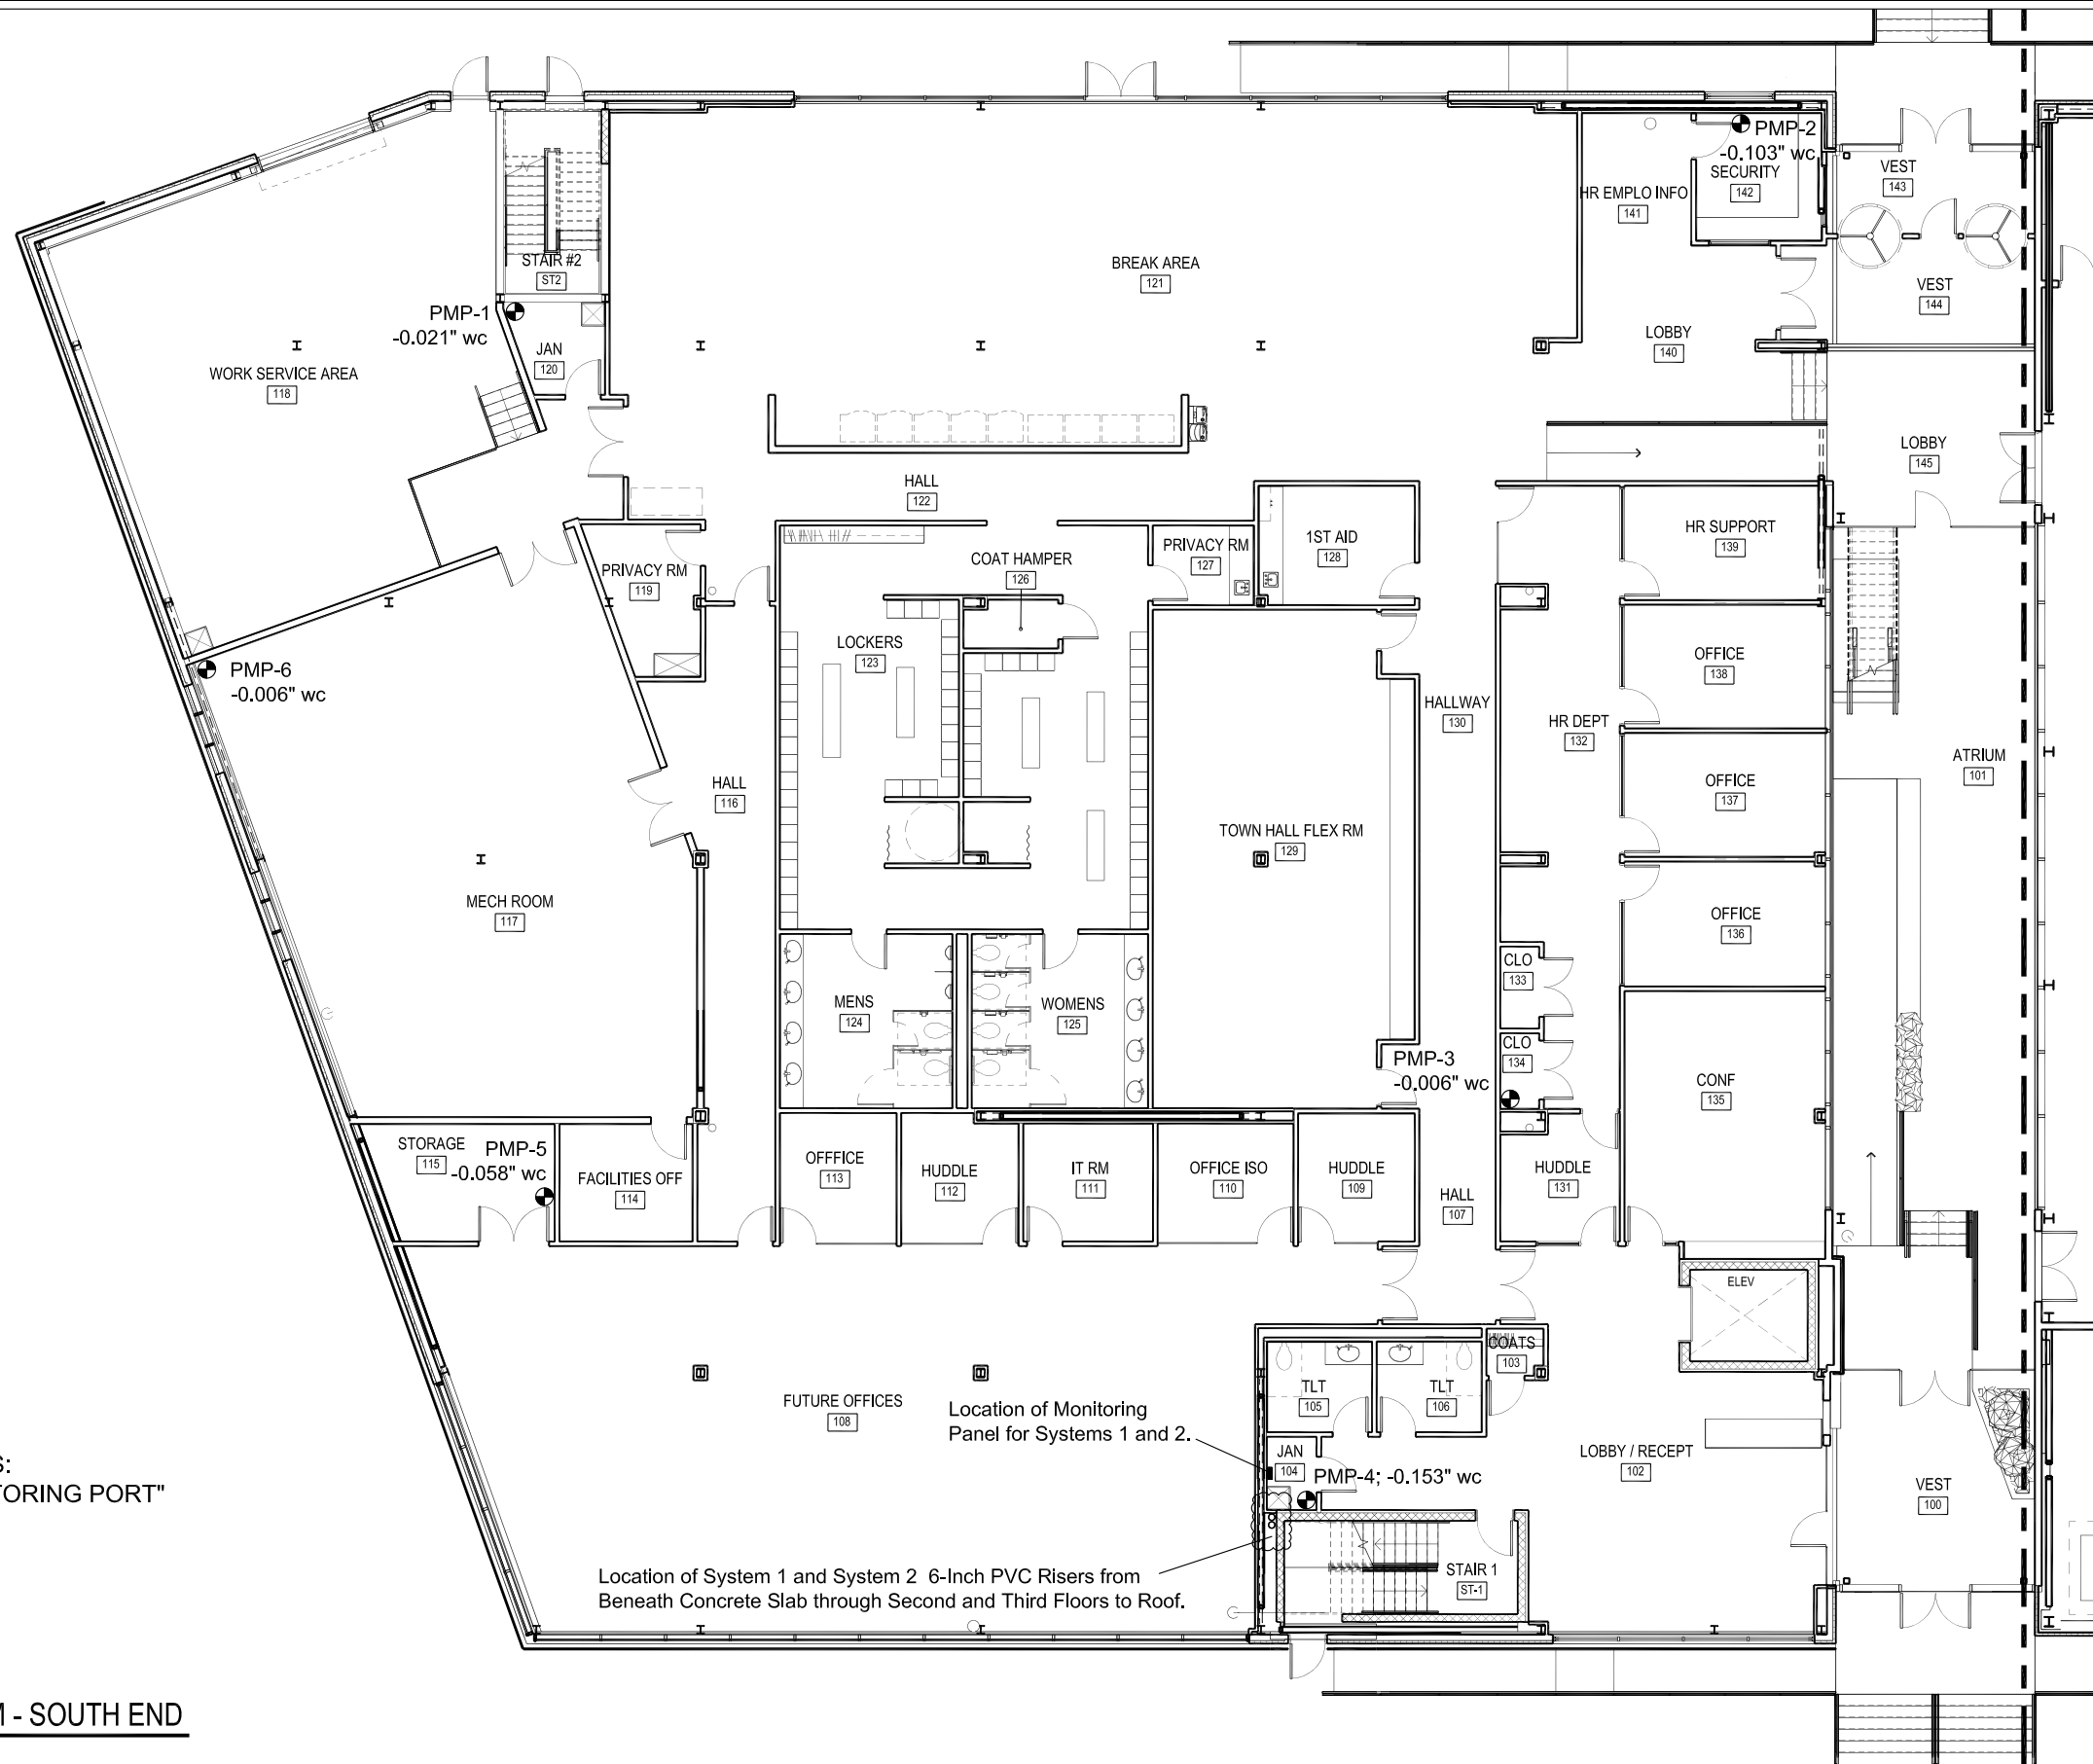 PMP-2
-0.103" wc
SECURITY
142
HR EMPLO INFO
141
VEST
143
STAIR #2
ST2
BREAK AREA
121
VEST
144
PMP-1
-0.021" wc
JAN
120
LOBBY
140
WORK SERVICE AREA
118
LOBBY
145
HALL
122
HR SUPPORT
139
1ST AID
128
PRIVACY RM
127
COAT HAMPER
126
PRIVACY RM
119
LOCKERS
123
OFFICE
138
PMP-6
-0.006" wc
HALLWAY
130
HR DEPT
132
ATRIUM
101
HALL
116
OFFICE
137
TOWN HALL FLEX RM
129
MECH ROOM
117
OFFICE
136
CLO
133
MENS
124
WOMENS
125
CLO
134
PMP-3
-0.006" wc
CONF
135
STORAGE
115
PMP-5
-0.058" wc
FACILITIES OFF
114
OFFFICE
113
HUDDLE
112
IT RM
111
OFFICE ISO
110
HUDDLE
109
HALL
107
HUDDLE
131
ELEV
COATS
103
TLT
105
TLT
106
FUTURE OFFICES
108
Location of Monitoring
Panel for Systems 1 and 2.
JAN
104
PMP-4; -0.153" wc
LOBBY / RECEPT
102
VEST
100
S:
TORING PORT"
Location of System 1 and System 2 6-Inch PVC Risers from
Beneath Concrete Slab through Second and Third Floors to Roof.
STAIR 1
ST-1
M - SOUTH END